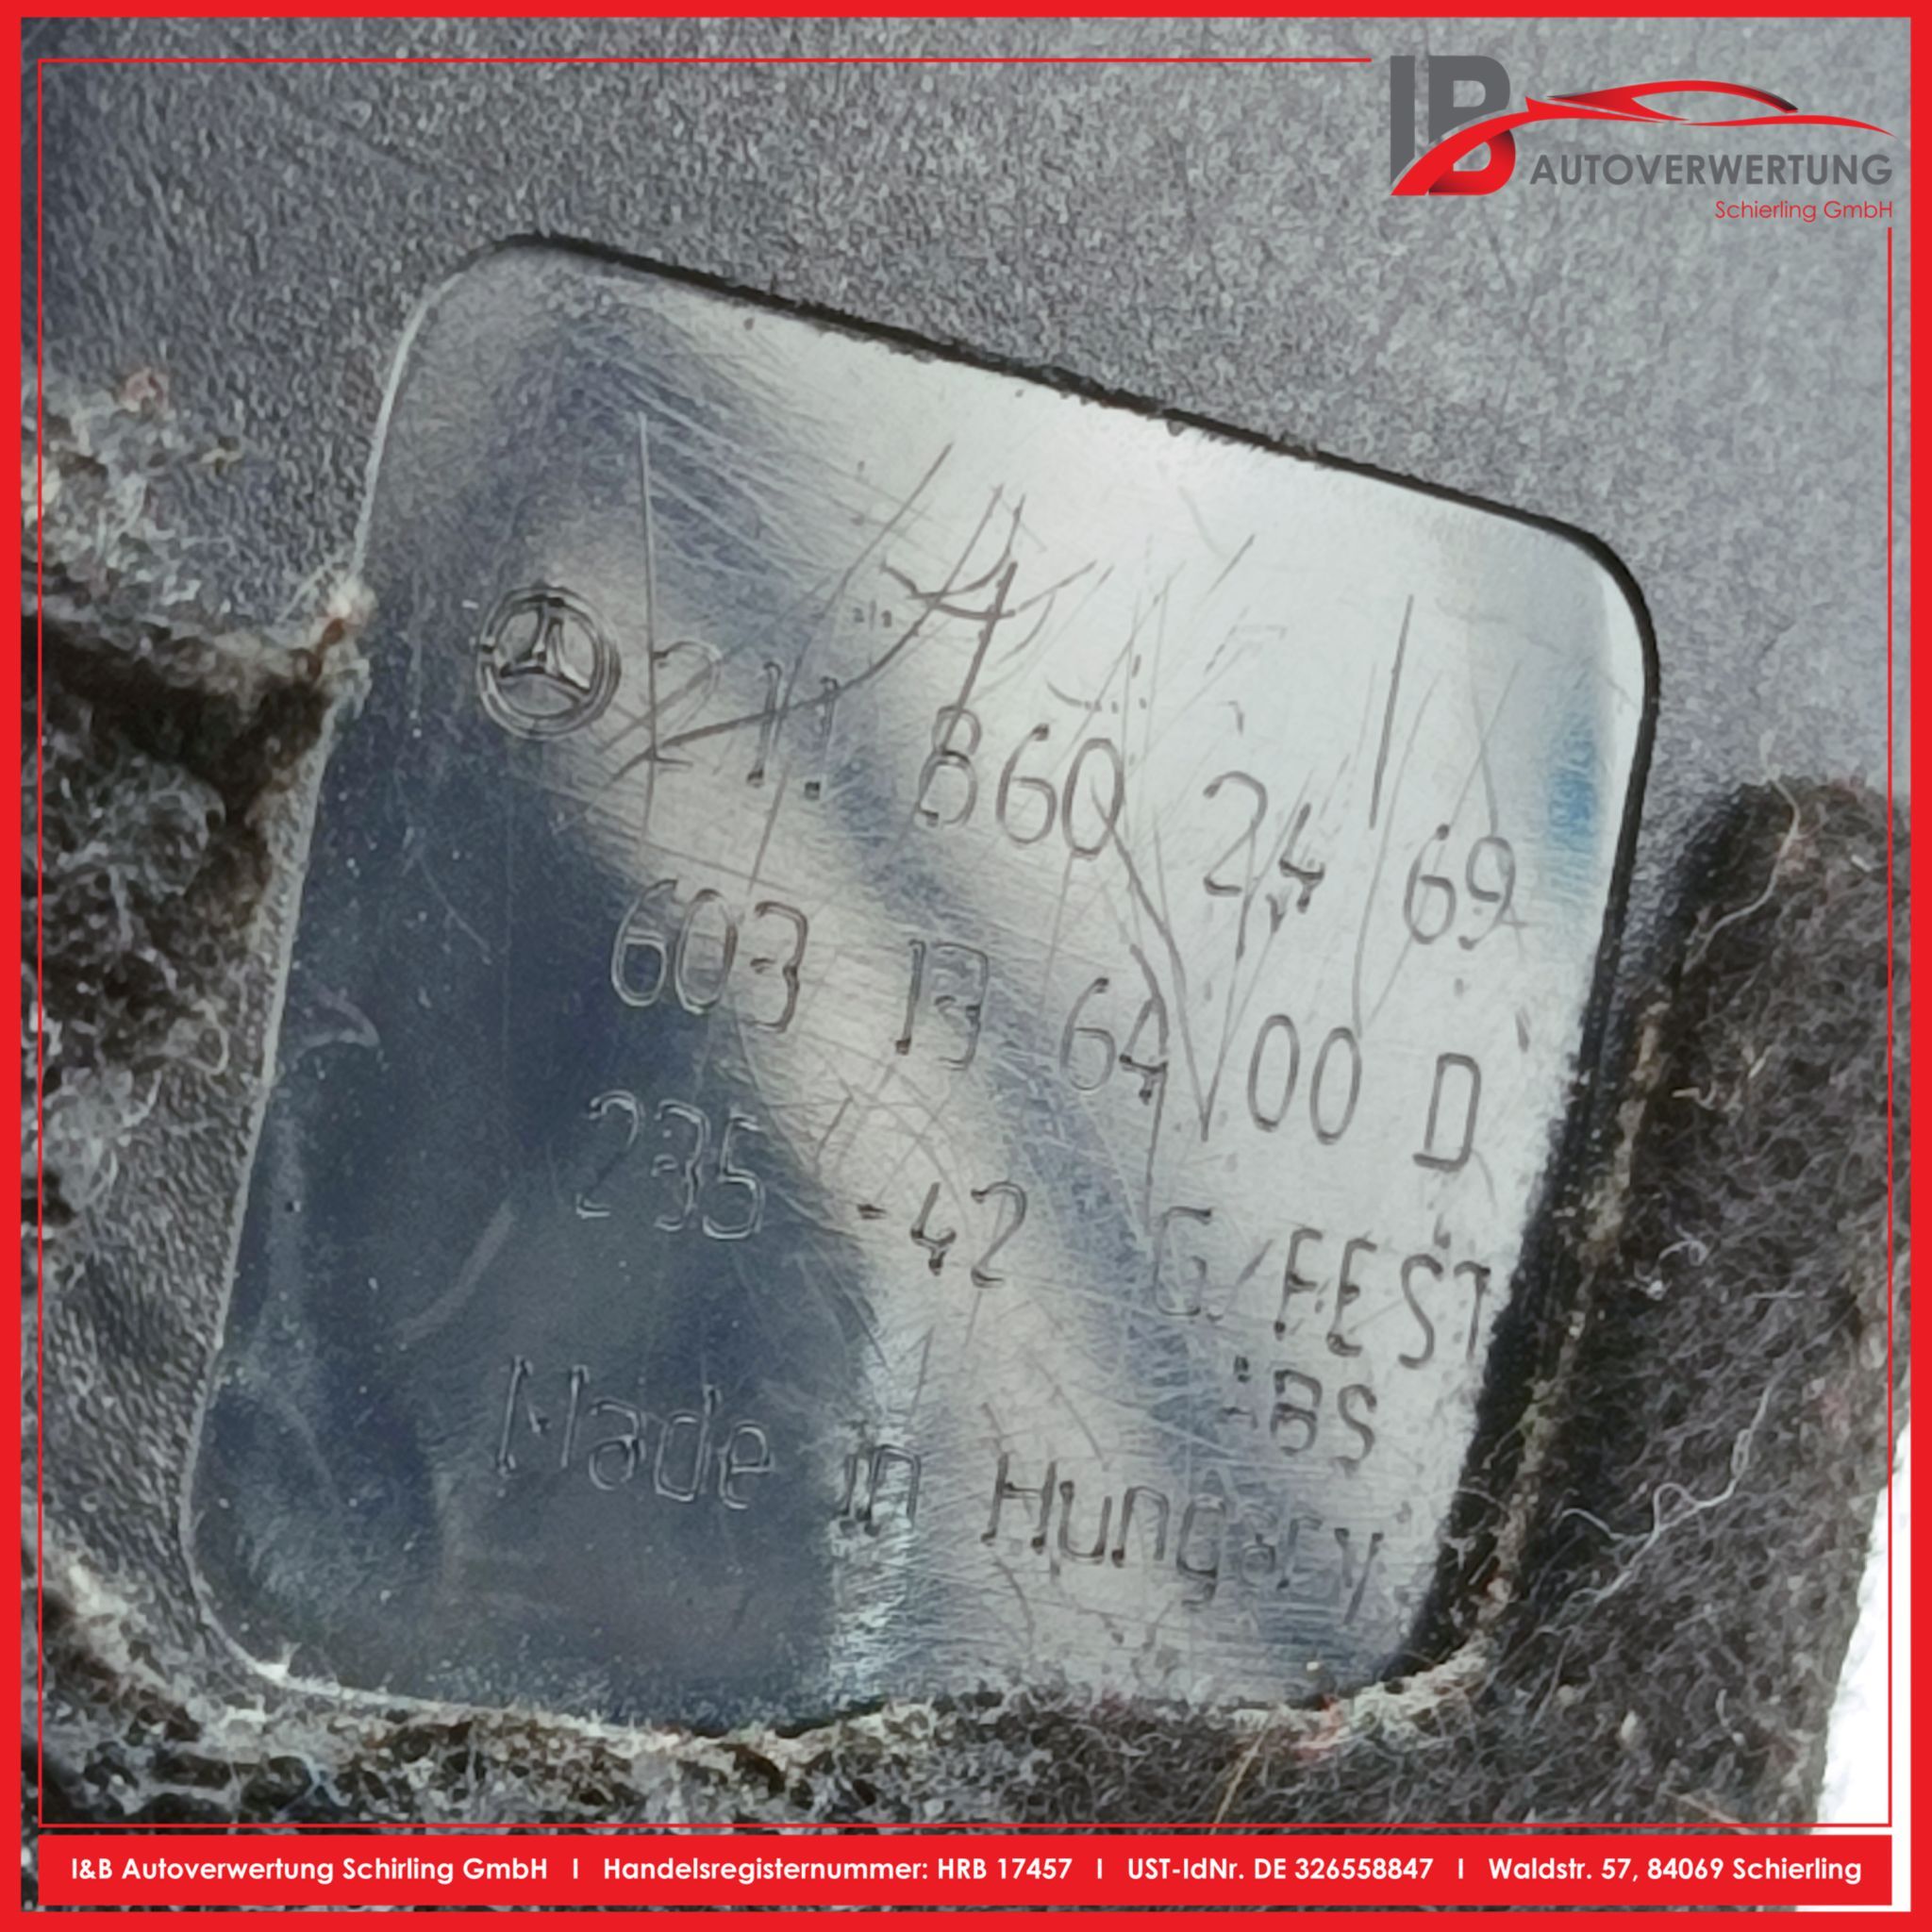 IB AUTOVERWERTUNG
Schierling GmbH
211 860 24 69
603 13 64 00 D
235 -42 G/FEST
BS
Made in Hungary
I&B Autoverwertung Schirling GmbH I Handelsregisternummer: HRB 17457 I UST-IdNr. DE 326558847 I Waldstr. 57, 84069 Schierling